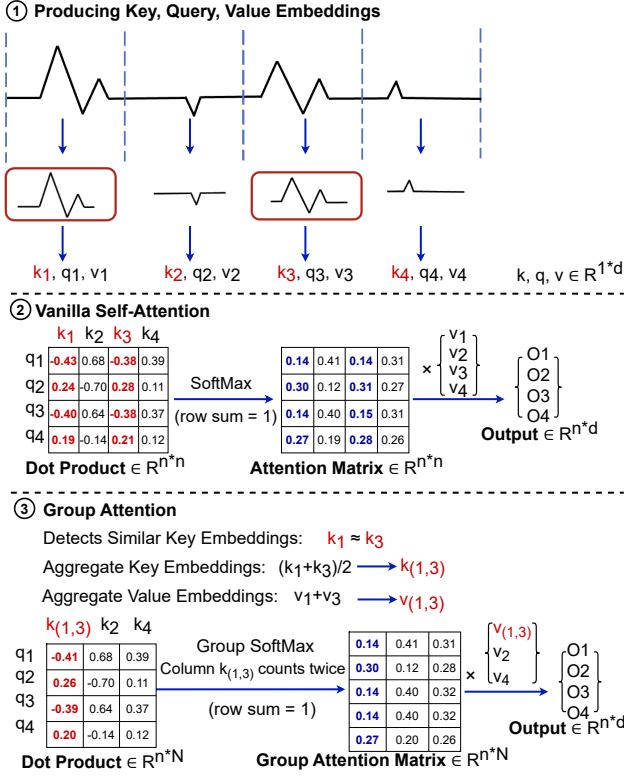 1 Producing Key, Query, Value Embeddings
k1, q1, v1 k2, q2, v2 k3, q3, v3 k4, q4, v4 k, q, v ∈ R^1*d
2 Vanilla Self-Attention
k1 k2 k3 k4
q1 -0.43 0.68 -0.38 0.39
q2 0.24 -0.70 0.28 0.11
q3 -0.40 0.64 -0.38 0.37
q4 0.19 -0.14 0.21 0.12
Dot Product ∈ R^n*n
SoftMax
(row sum = 1)
0.14 0.41 0.14 0.31
0.30 0.12 0.31 0.27
0.14 0.40 0.15 0.31
0.27 0.19 0.28 0.26
Attention Matrix ∈ R^n*n
×
v1
v2
v3
v4
O1
O2
O3
O4
Output ∈ R^n*d
3 Group Attention
Detects Similar Key Embeddings: k1 ≈ k3
Aggregate Key Embeddings: (k1+k3)/2 k(1,3)
Aggregate Value Embeddings: v1+v3 v(1,3)
k(1,3) k2 k4
q1 -0.41 0.68 0.39
q2 0.26 -0.70 0.11
q3 -0.39 0.64 0.37
q4 0.20 -0.14 0.12
Dot Product ∈ R^n*N
Group SoftMax
Column k(1,3) counts twice
(row sum = 1)
0.14 0.41 0.31
0.30 0.12 0.28
0.14 0.40 0.32
0.14 0.40 0.32
0.27 0.20 0.26
Group Attention Matrix ∈ R^n*N
×
v(1,3)
v2
v4
O1
O2
O3
O4
Output ∈ R^n*d